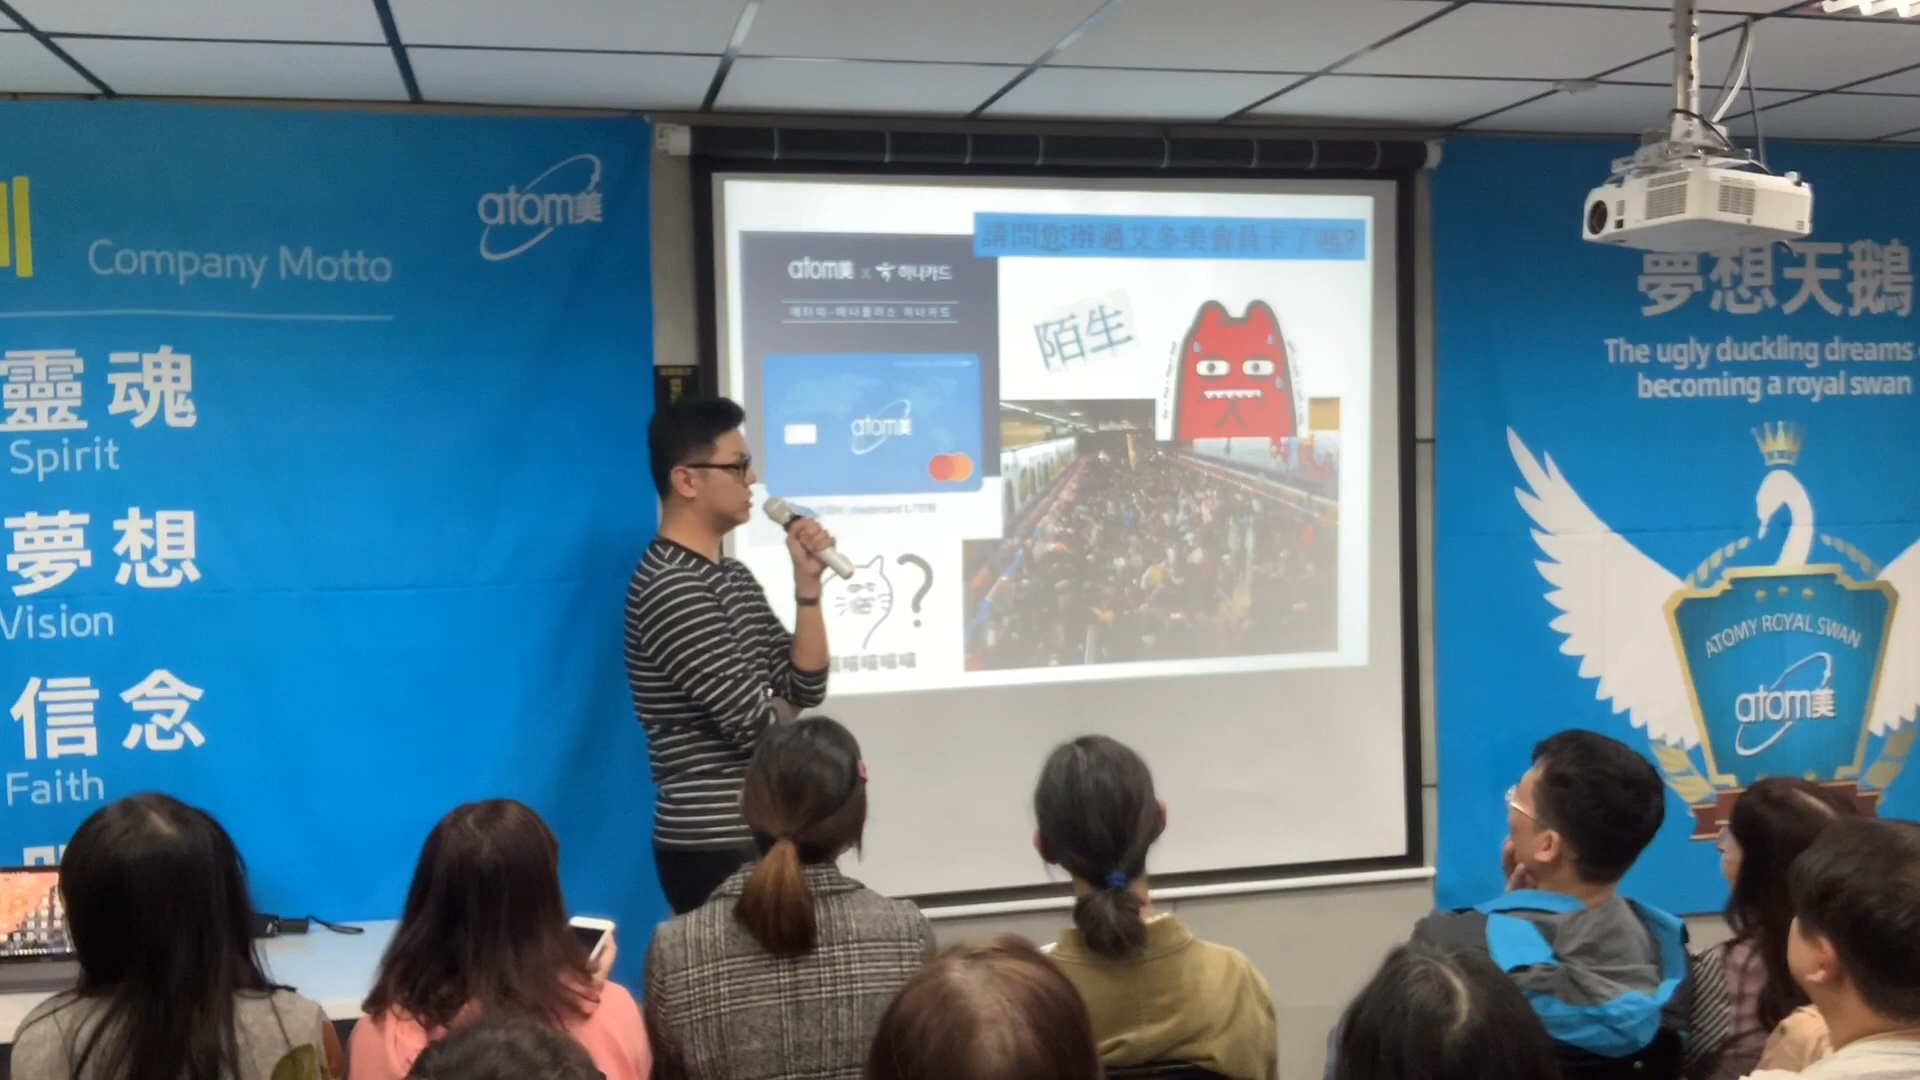 Company Motto
atom美
靈魂
Spirit
夢想
Vision
信念
Faith
請問您辦過艾多美會員卡了嗎?
atom美 x 하나카드
陌生
atom美
?
夢想天鵝
The ugly duckling dreams
becoming a royal swan
ATOMY ROYAL SWAN
atom美